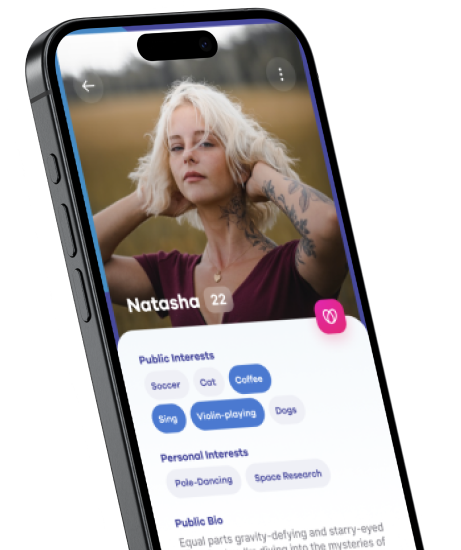 Natasha 22
Public Interests
Soccer Cat Coffee
Sing Violin-playing Dogs
Personal Interests
Pole-Dancing Space Research
Public Bio
Equal parts gravity-defying and starry-eyed
diving into the mysteries of